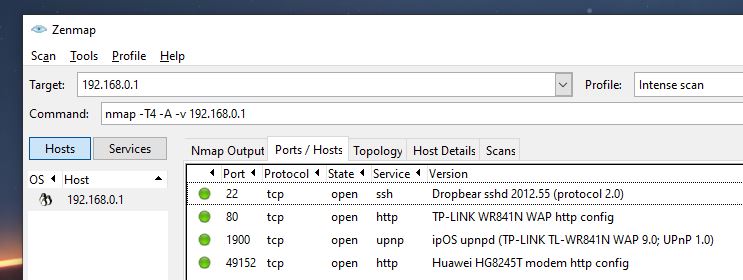 Zenmap
Scan Tools Profile Help
Target: 192.168.0.1 Profile: Intense scan
Command: nmap -T4 -A -v 192.168.0.1
Hosts Services Nmap Output Ports / Hosts Topology Host Details Scans
OS Host Port Protocol State Service Version
192.168.0.1 22 tcp open ssh Dropbear sshd 2012.55 (protocol 2.0)
80 tcp open http TP-LINK WR841N WAP http config
1900 tcp open upnp ipOS upnpd (TP-LINK TL-WR841N WAP 9.0; UPnP 1.0)
49152 tcp open http Huawei HG8245T modem http config